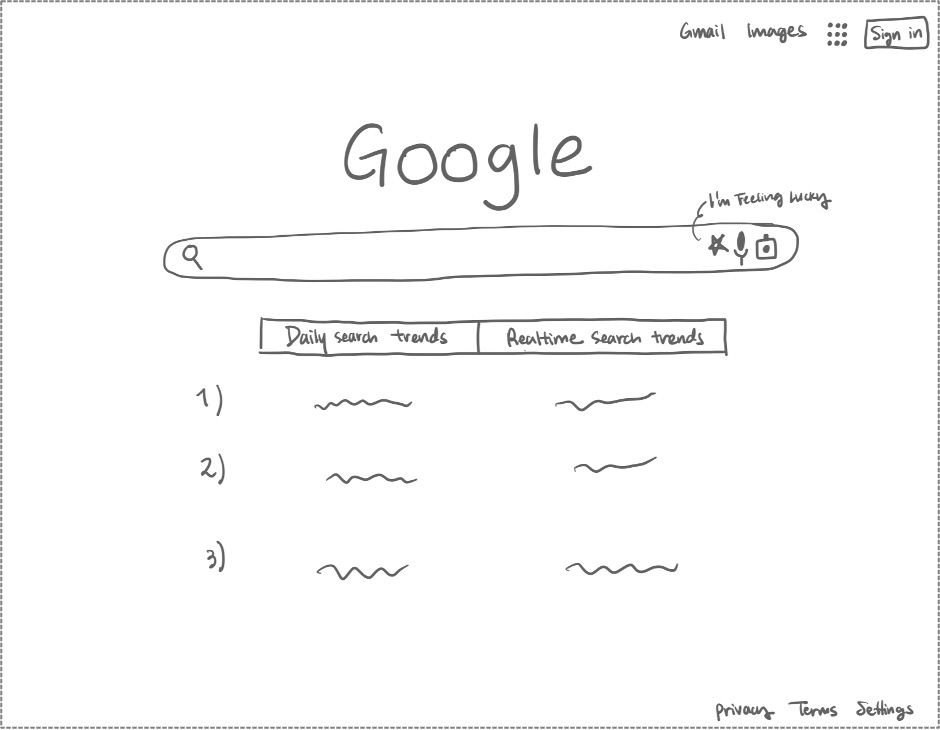 Gmail Images Sign in
Google
I'm Feeling Lucky
Daily search trends Realtime search trends
1)
2)
3)
Privacy Terms Settings